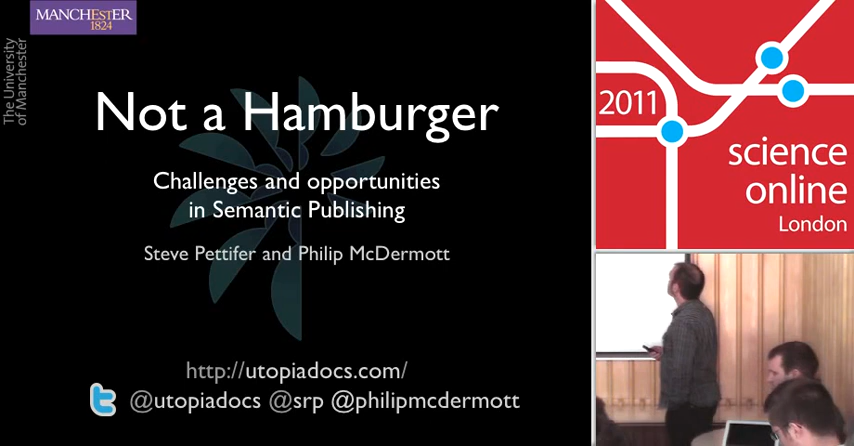 MANCHESTER
1824
The University
of Manchester
Not a Hamburger
Challenges and opportunities
in Semantic Publishing
Steve Pettifer and Philip McDermott
http://utopiadocs.com/
@utopiadocs @srp @philipmcdermott
2011
science
online
London